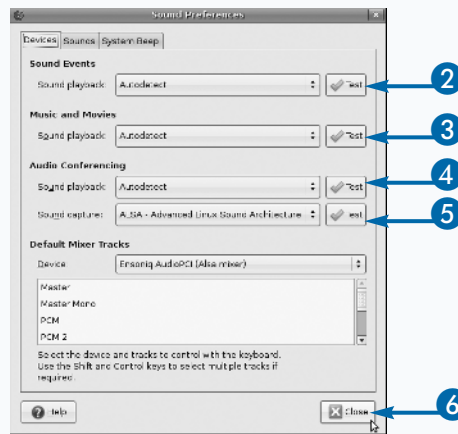 Sound Preferences
Devices Sounds System Beep
Sound Events
Sound playback: Autodetect Test
2
Music and Movies
Sound playback: Autodetect Test
3
Audio Conferencing
Sound playback: Autodetect Test
4
Sound capture: ALSA - Advanced Linux Sound Architecture Test
5
Default Mixer Tracks
Device: Ensoniq AudioPCI (Alsa mixer)
Master
Master Mono
PCM
PCM 2
Select the device and tracks to control with the keyboard.
Use the Shift and Control keys to select multiple tracks if
required.
Help Close
6